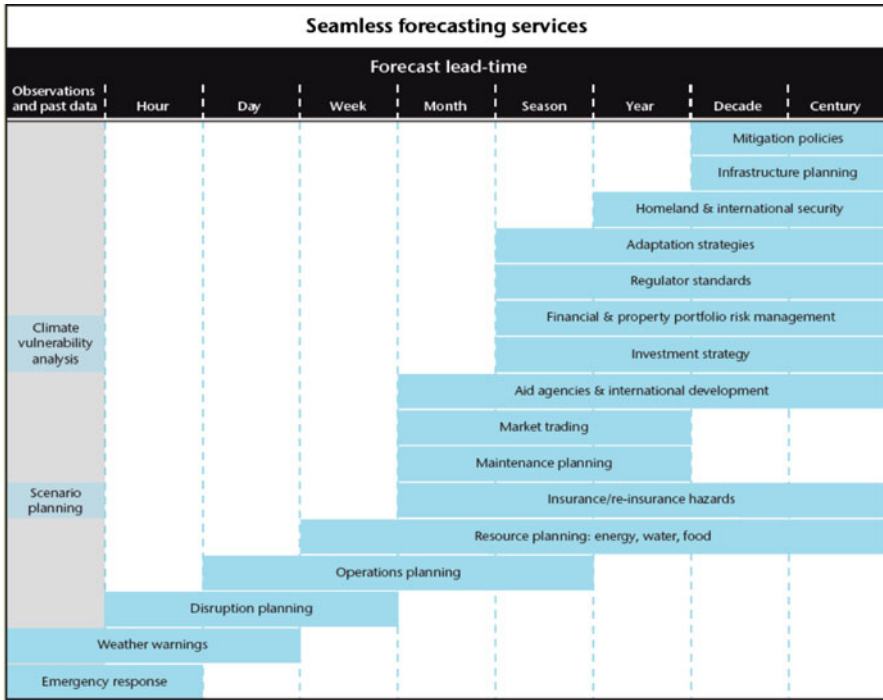 Seamless forecasting services
Forecast lead-time
Observations
and past data
Hour
Day
Week
Month
Season
Year
Decade
Century
Mitigation policies
Infrastructure planning
Homeland & international security
Adaptation strategies
Regulator standards
Financial & property portfolio risk management
Climate
vulnerability
analysis
Investment strategy
Aid agencies & international development
Market trading
Maintenance planning
Scenario
planning
Insurance/re-insurance hazards
Resource planning: energy, water, food
Operations planning
Disruption planning
Weather warnings
Emergency response